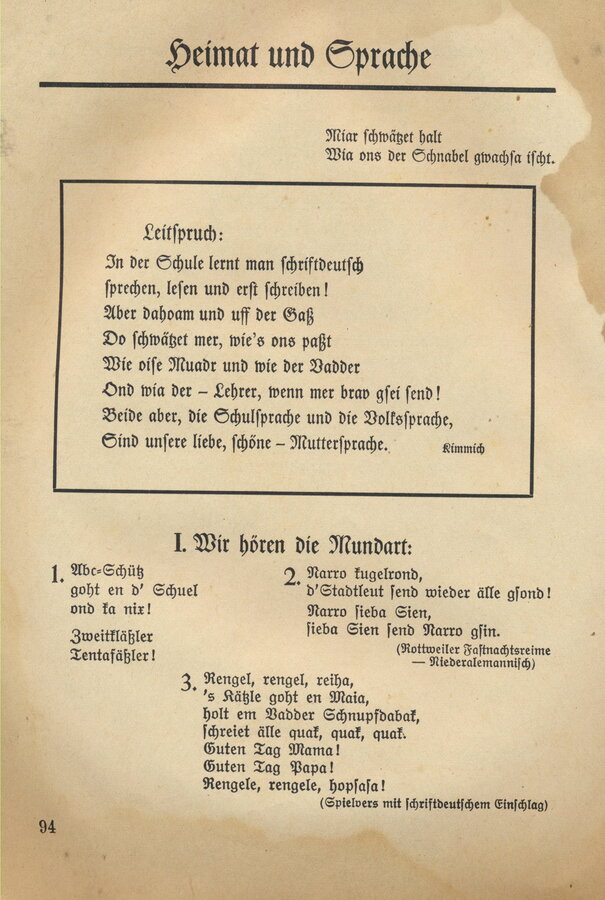 Heimat und Sprache
Miar schwätzet halt
Wia ons der Schnabel gwachsa ischt.
Leitspruch:
In der Schule lernt man schriftdeutsch
sprechen, lesen und erst schreiben!
Aber dahoam und uff der Gaß
Do schwätzet mer, wie's ons paßt
Wie oise Muadr und wie der Vadder
Ond wia der – Lehrer, wenn mer brav gsei send!
Beide aber, die Schulsprache und die Volkssprache,
Sind unsere liebe, schöne – Muttersprache.
Kimmich
I. Wir hören die Mundart:
1. Abc-Schütz
goht en d' Schuel
ond ka nix!
Zweitkläßler
Tentafäßler!
2. Narro kugelrond,
d'Stadtleut send wieder älle gsond!
Narro sieba Sien,
sieba Sien send Narro gsin.
(Rottweiler Fastnachtsreime
— Niederalemannisch)
3. Rengel, rengel, reiha,
's Kätzle goht en Maia,
holt em Vadder Schnupfdabak,
schreiet älle quak, quak, quak.
Guten Tag Mama!
Guten Tag Papa!
Rengele, rengele, hopsasa!
(Spielvers mit schriftdeutschem Einschlag)
94